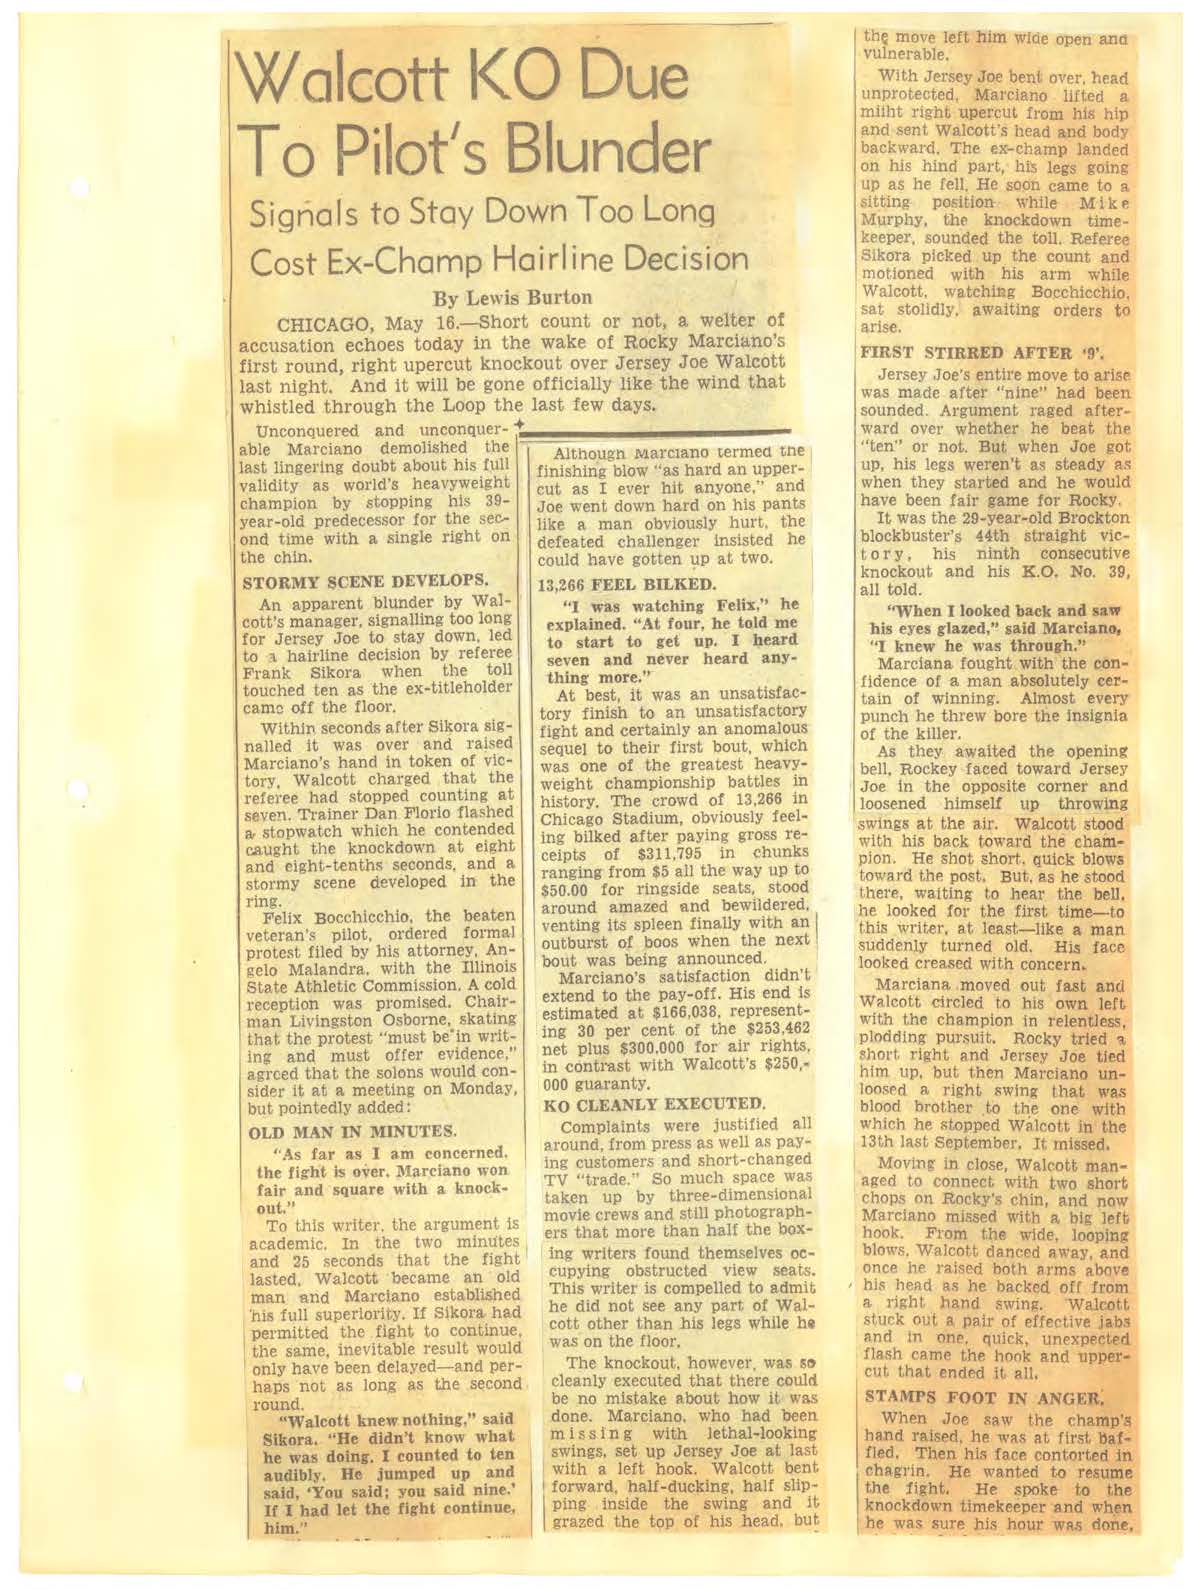 Walcott KO Due
To Pilot's Blunder
Signals to Stay Down Too Long
Cost Ex-Champ Hairline Decision
By Lewis Burton
CHICAGO, May 16.—Short count or not, a welter of
accusation echoes today in the wake of Rocky Marciano's
first round, right upercut knockout over Jersey Joe Walcott
last night. And it will be gone officially like the wind that
whistled through the Loop the last few days.
Unconquered and unconquer-
able Marciano demolished the
last lingering doubt about his full
validity as world's heavyweight
champion by stopping his 39-
year-old predecessor for the sec-
ond time with a single right on
the chin.
STORMY SCENE DEVELOPS.
An apparent blunder by Wal-
cott's manager, signalling too long
for Jersey Joe to stay down, led
to a hairline decision by referee
Frank Sikora when the toll
touched ten as the ex-titleholder
came off the floor.
Within seconds after Sikora sig-
nalled it was over and raised
Marciano's hand in token of vic-
tory, Walcott charged that the
referee had stopped counting at
seven. Trainer Dan Florio flashed
a stopwatch which he contended
caught the knockdown at eight
and eight-tenths seconds, and a
stormy scene developed in the
ring.
Felix Bocchicchio, the beaten
veteran's pilot, ordered formal
protest filed by his attorney, An-
gelo Malandra, with the Illinois
State Athletic Commission. A cold
reception was promised. Chair-
man Livingston Osborne, skating
that the protest "must be in writ-
ing and must offer evidence,"
agreed that the solons would con-
sider it at a meeting on Monday,
but pointedly added:
OLD MAN IN MINUTES.
"As far as I am concerned,
the fight is over. Marciano won
fair and square with a knock-
out."
To this writer, the argument is
academic. In the two minutes
and 25 seconds that the fight
lasted, Walcott became an old
man and Marciano established
his full superiority. If Sikora had
permitted the fight to continue,
the same, inevitable result would
only have been delayed—and per-
haps not as long as the second
round.
"Walcott knew nothing," said
Sikora. "He didn't know what
he was doing. I counted to ten
audibly. He jumped up and
said, 'You said; you said nine.'
If I had let the fight continue,
him."
Although Marciano termed the
finishing blow "as hard an upper-
cut as I ever hit anyone," and
Joe went down hard on his pants
like a man obviously hurt, the
defeated challenger insisted he
could have gotten up at two.
13,266 FEEL BILKED.
"I was watching Felix," he
explained. "At four, he told me
to start to get up. I heard
seven and never heard any-
thing more."
At best, it was an unsatisfac-
tory finish to an unsatisfactory
fight and certainly an anomalous
sequel to their first bout, which
was one of the greatest heavy-
weight championship battles in
history. The crowd of 13,266 in
Chicago Stadium, obviously feel-
ing bilked after paying gross re-
ceipts of $311,795 in chunks
ranging from $5 all the way up to
$50.00 for ringside seats, stood
around amazed and bewildered,
venting its spleen finally with an
outburst of boos when the next
bout was being announced.
Marciano's satisfaction didn't
extend to the pay-off. His end is
estimated at $166,038, represent-
ing 30 per cent of the $253,462
net plus $300,000 for air rights,
in contrast with Walcott's $250,-
000 guaranty.
KO CLEANLY EXECUTED.
Complaints were justified all
around, from press as well as pay-
ing customers and short-changed
TV "trade." So much space was
taken up by three-dimensional
movie crews and still photograph-
ers that more than half the box-
ing writers found themselves oc-
cupying obstructed view seats.
This writer is compelled to admit
he did not see any part of Wal-
cott other than his legs while he
was on the floor.
The knockout, however, was so
cleanly executed that there could
be no mistake about how it was
done. Marciano, who had been
missing with lethal-looking
swings, set up Jersey Joe at last
with a left hook. Walcott bent
forward, half-ducking, half slip-
ping inside the swing and it
grazed the top of his head, but
the move left him wide open and
vulnerable.
With Jersey Joe bent over, head
unprotected, Marciano lifted a
miiht right upercut from his hip
and sent Walcott's head and body
backward. The ex-champ landed
on his hind part, his legs going
up as he fell. He soon came to a
sitting position while Mike
Murphy, the knockdown time-
keeper, sounded the toll. Referee
Sikora picked up the count and
motioned with his arm while
Walcott, watching Bocchicchio,
sat stolidly, awaiting orders to
arise.
FIRST STIRRED AFTER '9'.
Jersey Joe's entire move to arise
was made after "nine" had been
sounded. Argument raged after-
ward over whether he beat the
"ten" or not. But when Joe got
up, his legs weren't as steady as
when they started and he would
have been fair game for Rocky.
It was the 29-year-old Brockton
blockbuster's 44th straight vic-
tory, his ninth consecutive
knockout and his K.O. No. 39,
all told.
"When I looked back and saw
his eyes glazed," said Marciano,
"I knew he was through."
Marciana fought with the con-
fidence of a man absolutely cer-
tain of winning. Almost every
punch he threw bore the insignia
of the killer.
As they awaited the opening
bell, Rockey faced toward Jersey
Joe in the opposite corner and
loosened himself up throwing
swings at the air. Walcott stood
with his back toward the cham-
pion. He shot short, quick blows
toward the post. But, as he stood
there, waiting to hear the bell,
he looked for the first time—to
this writer, at least—like a man
suddenly turned old. His face
looked creased with concern.
Marciana moved out fast and
Walcott circled to his own left
with the champion in relentless,
plodding pursuit. Rocky tried a
short right and Jersey Joe tied
him up, but then Marciano un-
loosed a right swing that was
blood brother to the one with
which he stopped Walcott in the
13th last September. It missed.
Moving in close, Walcott man-
aged to connect with two short
chops on Rocky's chin, and now
Marciano missed with a big left
hook. From the wide, looping
blows, Walcott danced away, and
once he raised both arms above
his head as he backed off from
a right hand swing. Walcott
stuck out a pair of effective jabs
and in one, quick, unexpected
flash came the hook and upper-
cut that ended it all.
STAMPS FOOT IN ANGER.
When Joe saw the champ's
hand raised, he was at first baf-
fled. Then his face contorted in
chagrin. He wanted to resume
the fight. He spoke to the
knockdown timekeeper and when
he was sure his hour was done,